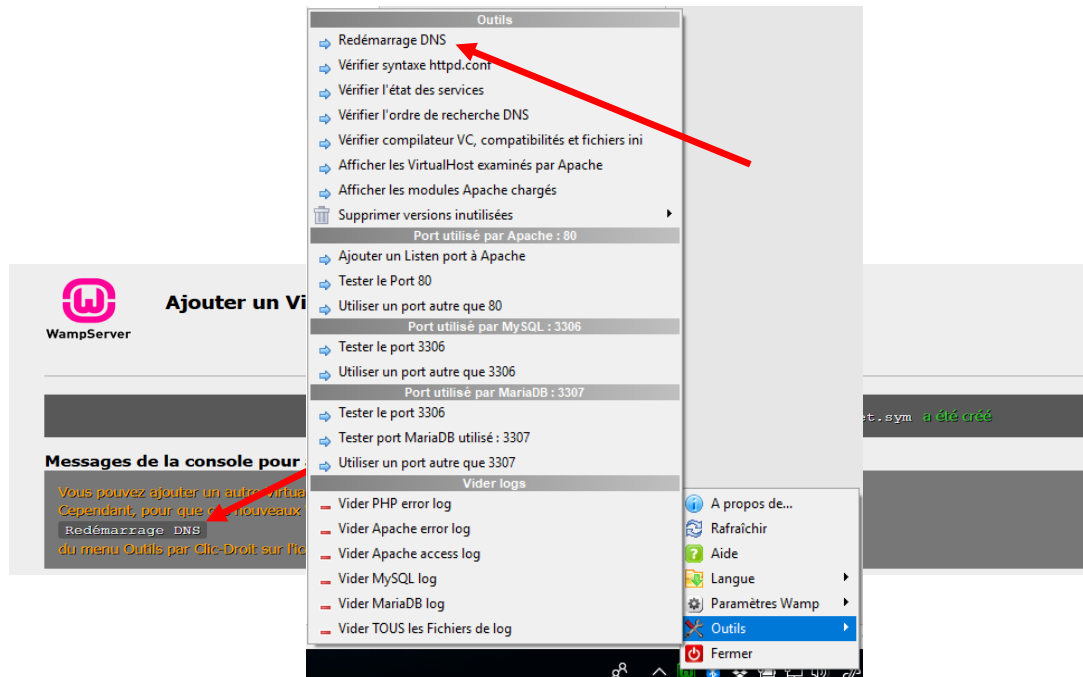 Outils
Redémarrage DNS
Vérifier syntaxe httpd.conf
Vérifier l'état des services
Vérifier l'ordre de recherche DNS
Vérifier compilateur VC, compatibilités et fichiers ini
Afficher les VirtualHost examinés par Apache
Afficher les modules Apache chargés
Supprimer versions inutilisées
Port utilisé par Apache : 80
Ajouter un Listen port à Apache
Tester le Port 80
Utiliser un port autre que 80
Port utilisé par MySQL : 3306
Tester le port 3306
Utiliser un port autre que 3306
Port utilisé par MariaDB : 3307
Tester le port 3306
Tester port MariaDB utilisé : 3307
Utiliser un port autre que 3307
Vider logs
Vider PHP error log
Vider Apache error log
Vider Apache access log
Vider MySQL log
Vider MariaDB log
Vider TOUS les Fichiers de log
A propos de...
Rafraîchir
Aide
Langue
Paramètres Wamp
Outils
Fermer
WampServer
Ajouter un Vi
et.sym a été créé
Messages de la console pour
Vous pouvez ajouter un autre Virtua
Cependant, pour que ces nouveaux
Redémarrage DNS
du menu Outils par Clic-Droit sur l'ic